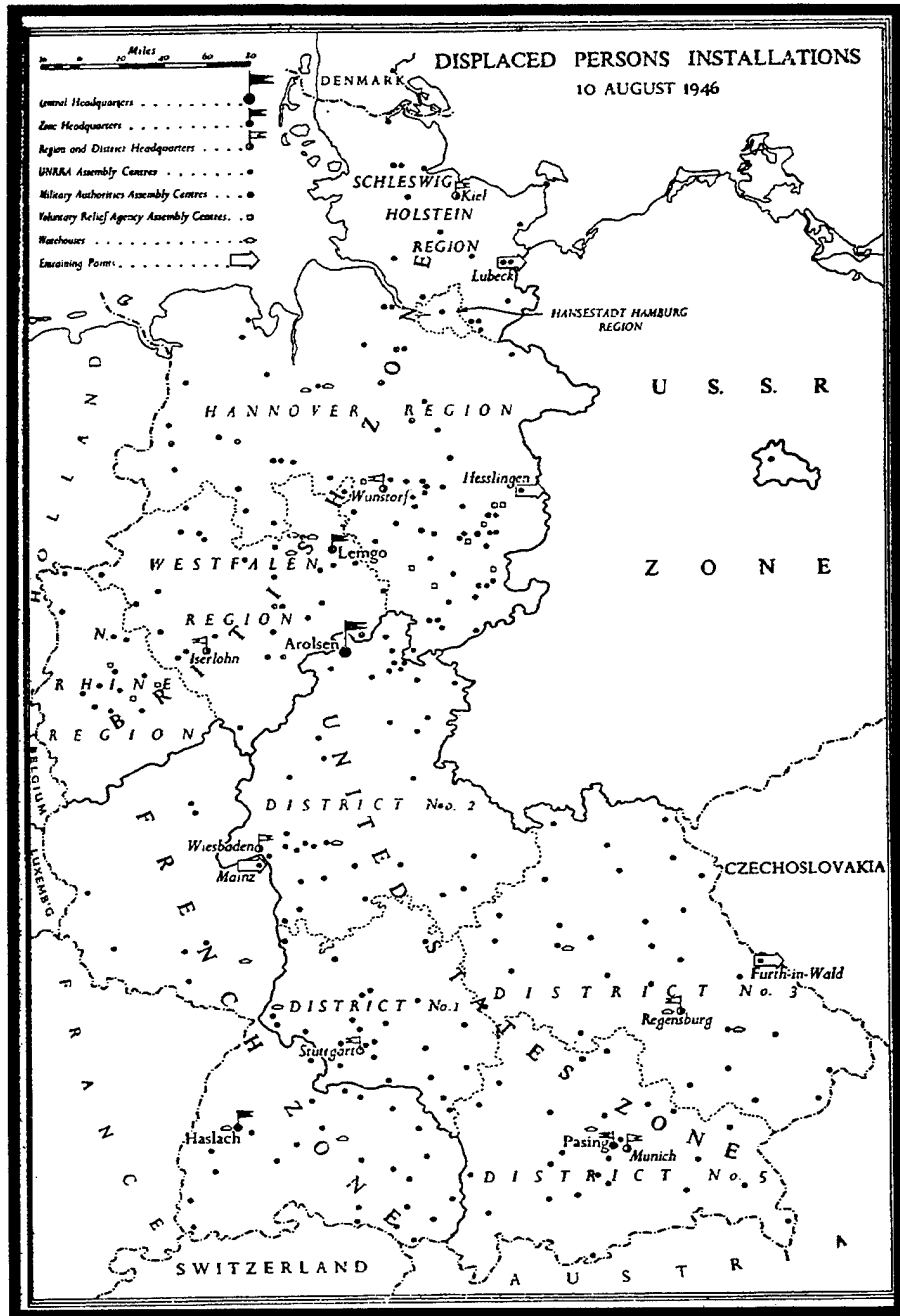 DISPLACED PERSONS INSTALLATIONS
10 AUGUST 1946
Miles
20 40 60 80
Central Headquarters
Zone Headquarters
Region and District Headquarters
UNRRA Assembly Centres
Military Authorities Assembly Centres
Voluntary Relief Agency Assembly Centres
Warehouses
Entraining Points
DENMARK
SCHLESWIG
HOLSTEIN
REGION
Kiel
Lubeck
HANSESTADT HAMBURG
REGION
HOLLAND
HANNOVER REGION
U. S. S. R
ZONE
Wunstorf
Hesslingen
Lemgo
WESTFALEN
REGION
BRITISH ZONE
Arolsen
Iserlohn
N.
RHINE
REGION
BELGIUM
LUXEMB'G
UNITED STATES ZONE
DISTRICT No. 2
FRENCH ZONE
Wiesbaden
Mainz
CZECHOSLOVAKIA
Furth-in-Wald
DISTRICT No. 3
Regensburg
DISTRICT No. 1
Stuttgart
FRANCE
Haslach
Pasing
Munich
DISTRICT No. 5
SWITZERLAND
AUSTRIA